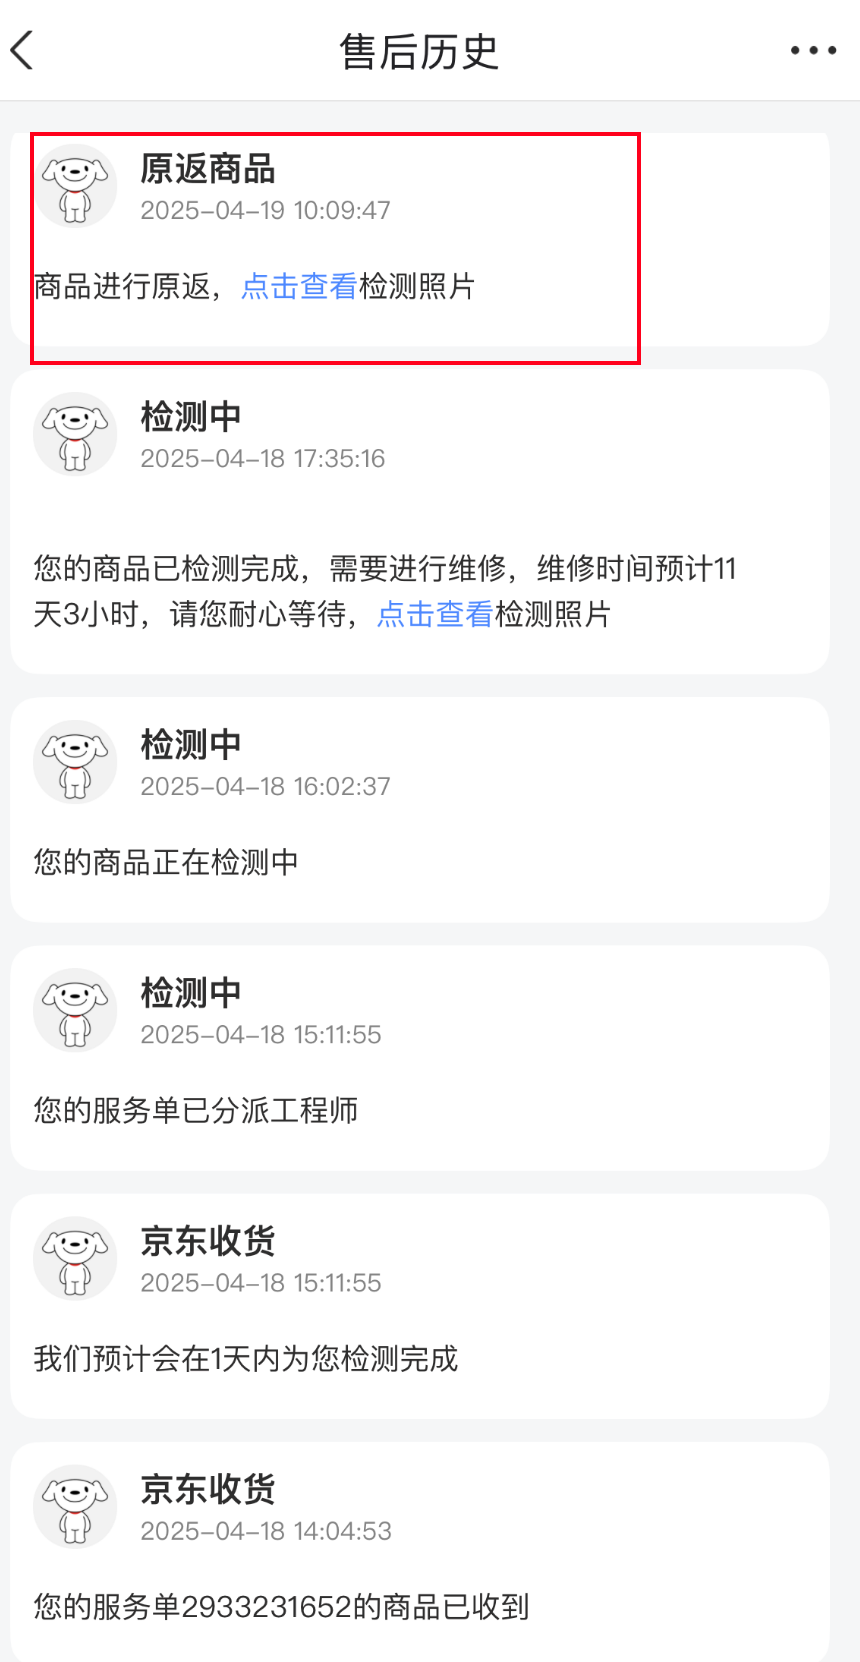 售后历史
原返商品
2025-04-19 10:09:47
商品进行原返，点击查看检测照片
检测中
2025-04-18 17:35:16
您的商品已检测完成，需要进行维修，维修时间预计11
天3小时，请您耐心等待，点击查看检测照片
检测中
2025-04-18 16:02:37
您的商品正在检测中
检测中
2025-04-18 15:11:55
您的服务单已分派工程师
京东收货
2025-04-18 15:11:55
我们预计会在1天内为您检测完成
京东收货
2025-04-18 14:04:53
您的服务单2933231652的商品已收到